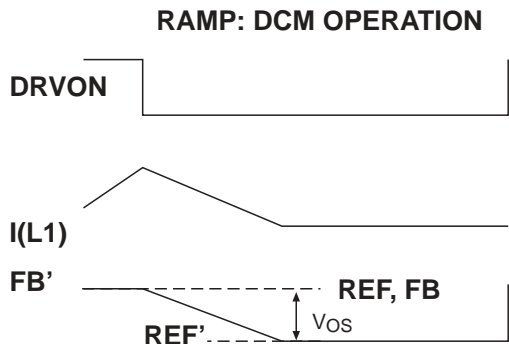 RAMP: DCM OPERATION
DRVON
I(L1)
FB’
REF, FB
VOS
REF’